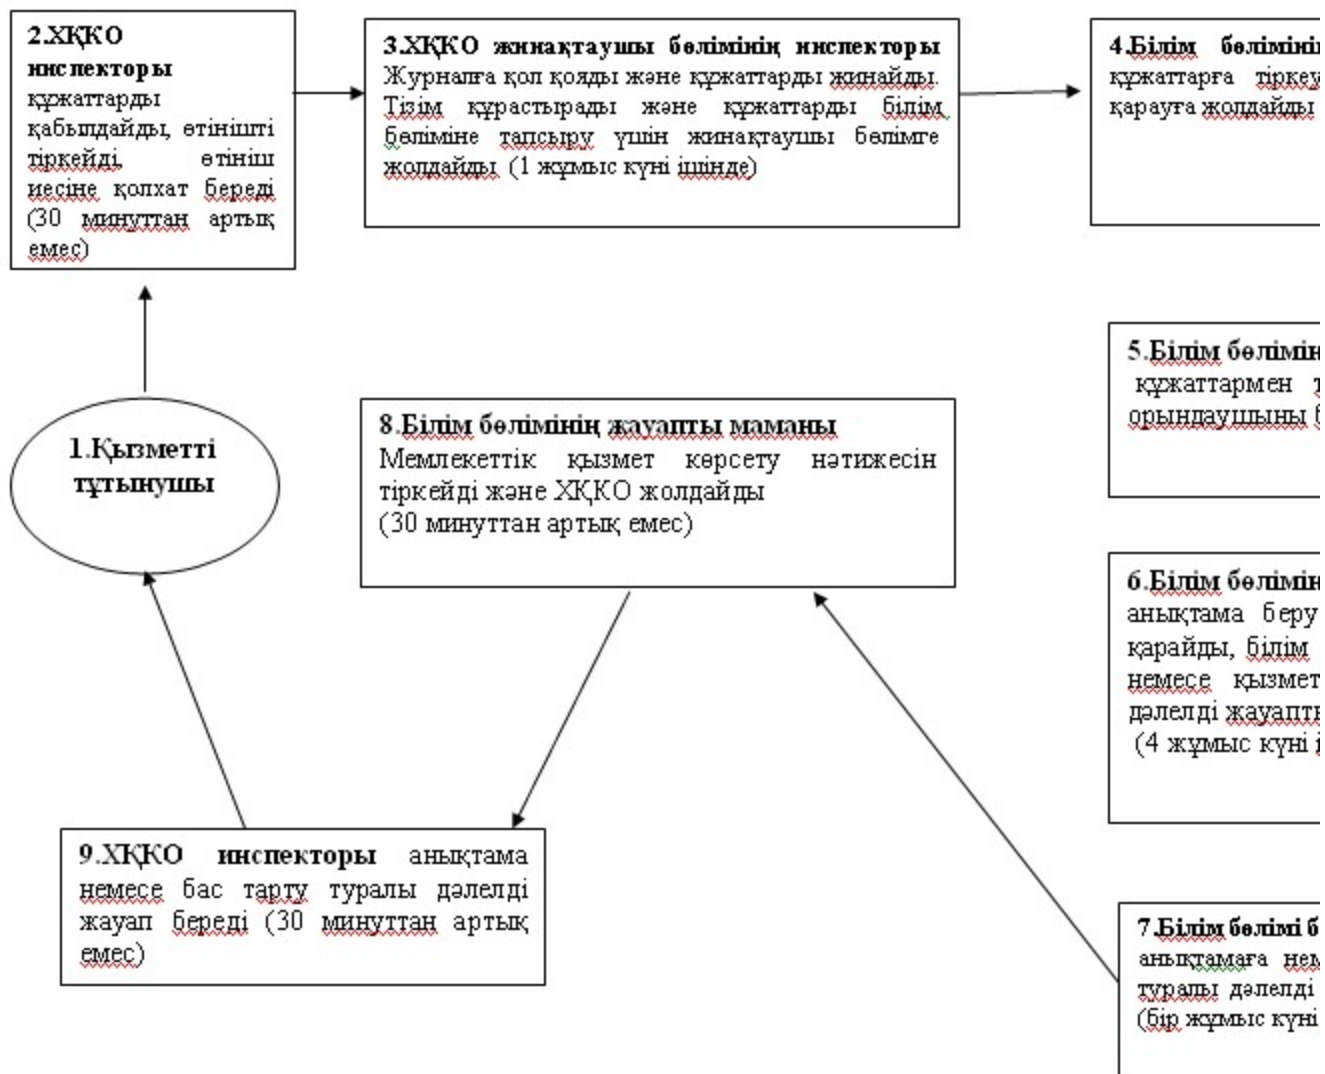 2.ХҚКО
инспекторы
құжаттарды
қабылдайды, өтінішті
тіркейді, өтініш
иесіне қолхат береді
(30 минуттан артық
емес)
3.ХҚКО жинақтаушы бөлімінің инспекторы
Журналға қол қояды және құжаттарды жинайды.
Тізім құрастырады және құжаттарды білім
бөліміне тапсыру үшін жинақтаушы бөлімге
жолдайды (1 жұмыс күні ішінде)
4.Білім
құжаттарға
қарауға жолдайды
1.Қызметті
тұтынушы
8.Білім бөлімінің жауапты маманы
Мемлекеттік қызмет көрсету нәтижесін
тіркейді және ХҚКО жолдайды
(30 минуттан артық емес)
5.Білім
құжаттармен
орындаушыны
6.Білім
анықтама беру
қарайды, білім
немесе қызмет
дәлелді
(4 жұмыс күні
9.ХҚКО инспекторы анықтама
немесе бас тарту туралы дәлелді
жауап береді (30 минуттан артық
емес)
7.Білім бөлімі
анықтамаға
туралы дәлелді
(бір жұмыс күні